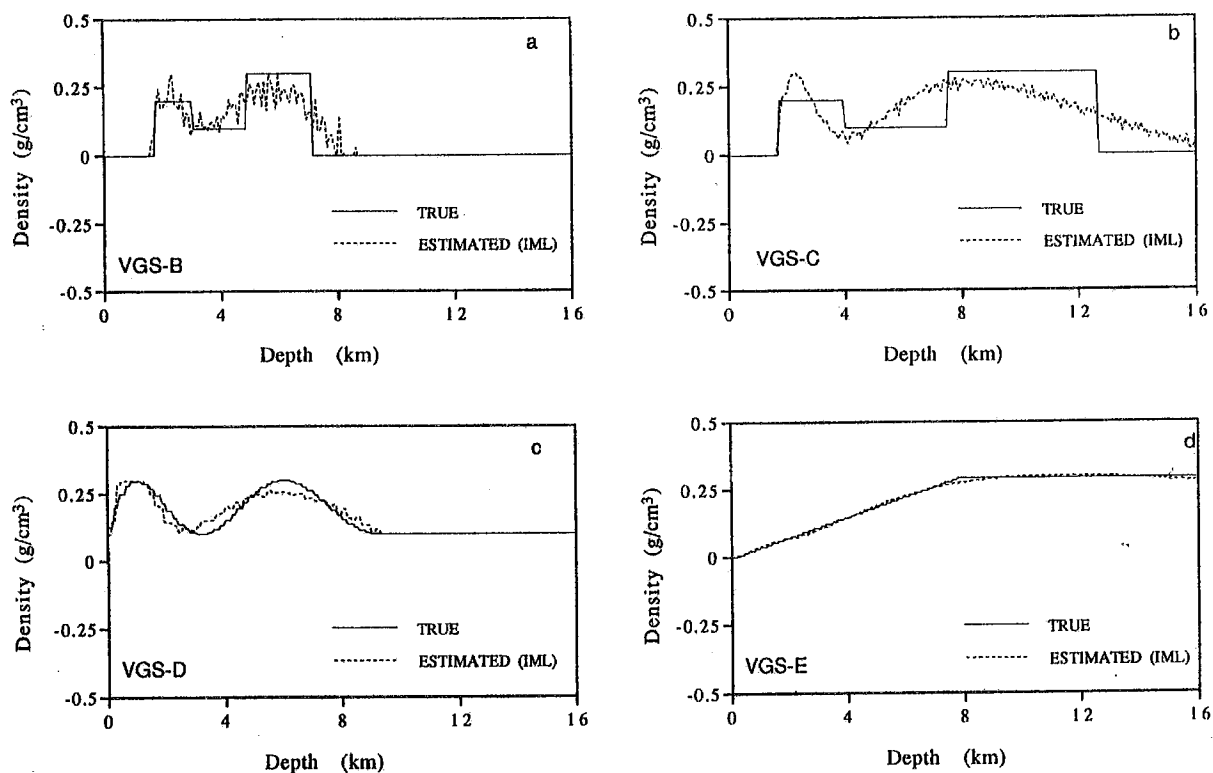 a
0.5
0.25
0
-0.25
-0.5
Density (g/cm³)
TRUE
ESTIMATED (IML)
VGS-B
0 4 8 12 16
Depth (km)
b
0.5
0.25
0
-0.25
-0.5
Density (g/cm³)
TRUE
ESTIMATED (IML)
VGS-C
0 4 8 12 16
Depth (km)
c
0.5
0.25
0
-0.25
-0.5
Density (g/cm³)
TRUE
ESTIMATED (IML)
VGS-D
0 4 8 12 16
Depth (km)
d
0.5
0.25
0
-0.25
-0.5
Density (g/cm³)
TRUE
ESTIMATED (IML)
VGS-E
0 4 8 12 16
Depth (km)